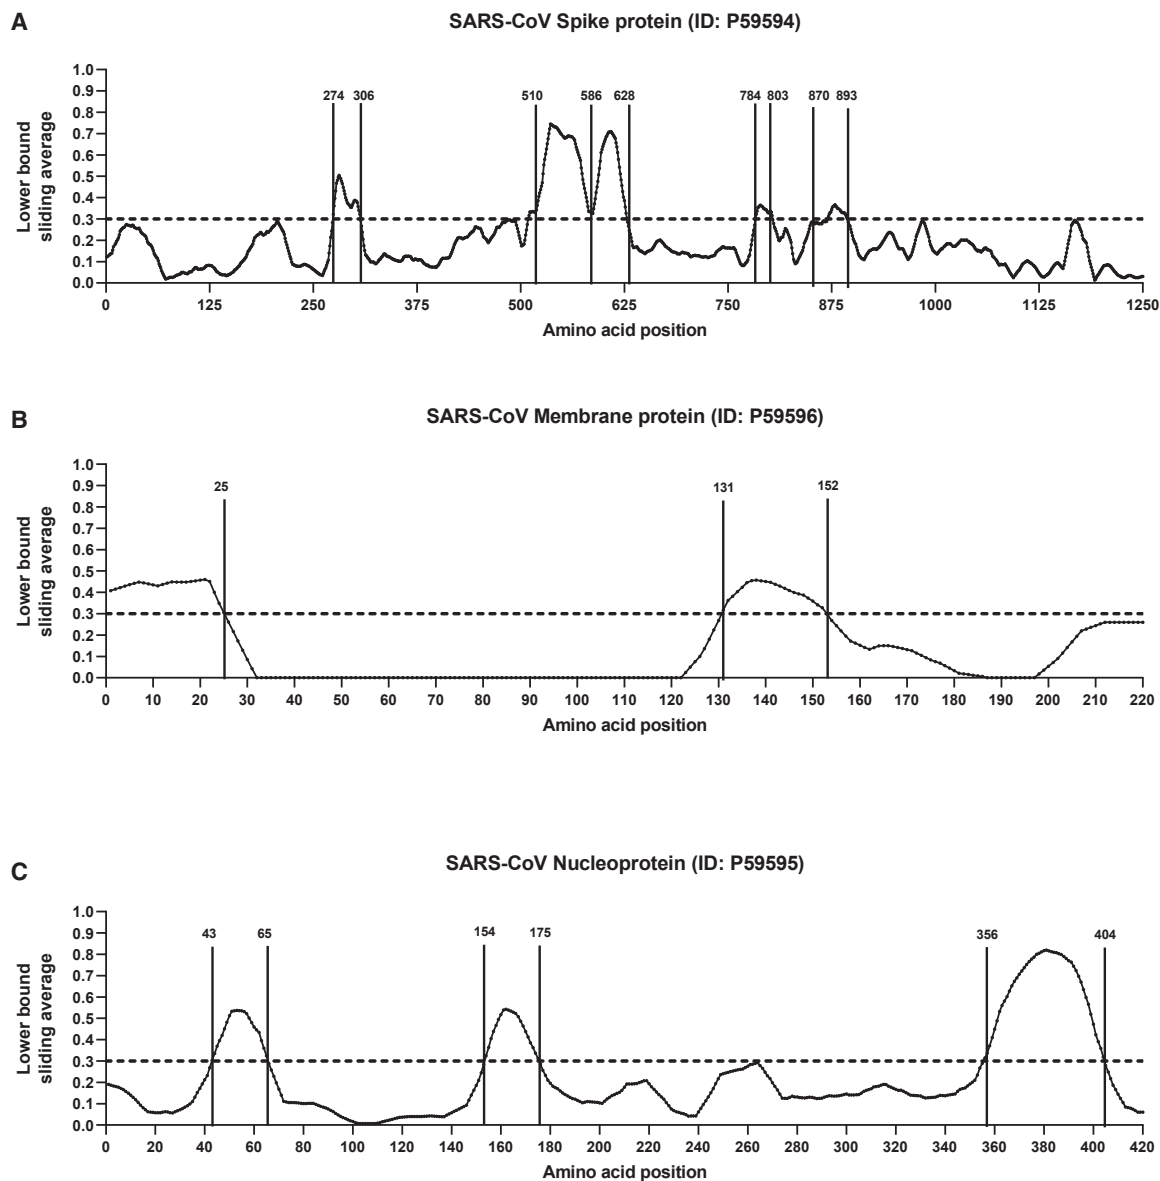 A
SARS-CoV Spike protein (ID: P59594)
1.0
0.9
0.8
0.7
0.6
0.5
0.4
0.3
0.2
0.1
0.0
Lower bound
sliding average
274 306 510 586 628 784 803 870 893
0 125 250 375 500 625 750 875 1000 1125 1250
Amino acid position
B
SARS-CoV Membrane protein (ID: P59596)
1.0
0.9
0.8
0.7
0.6
0.5
0.4
0.3
0.2
0.1
0.0
Lower bound
sliding average
25 131 152
0 10 20 30 40 50 60 70 80 90 100 110 120 130 140 150 160 170 180 190 200 210 220
Amino acid position
C
SARS-CoV Nucleoprotein (ID: P59595)
1.0
0.9
0.8
0.7
0.6
0.5
0.4
0.3
0.2
0.1
0.0
Lower bound
sliding average
43 65 154 175 356 404
0 20 40 60 80 100 120 140 160 180 200 220 240 260 280 300 320 340 360 380 400 420
Amino acid position